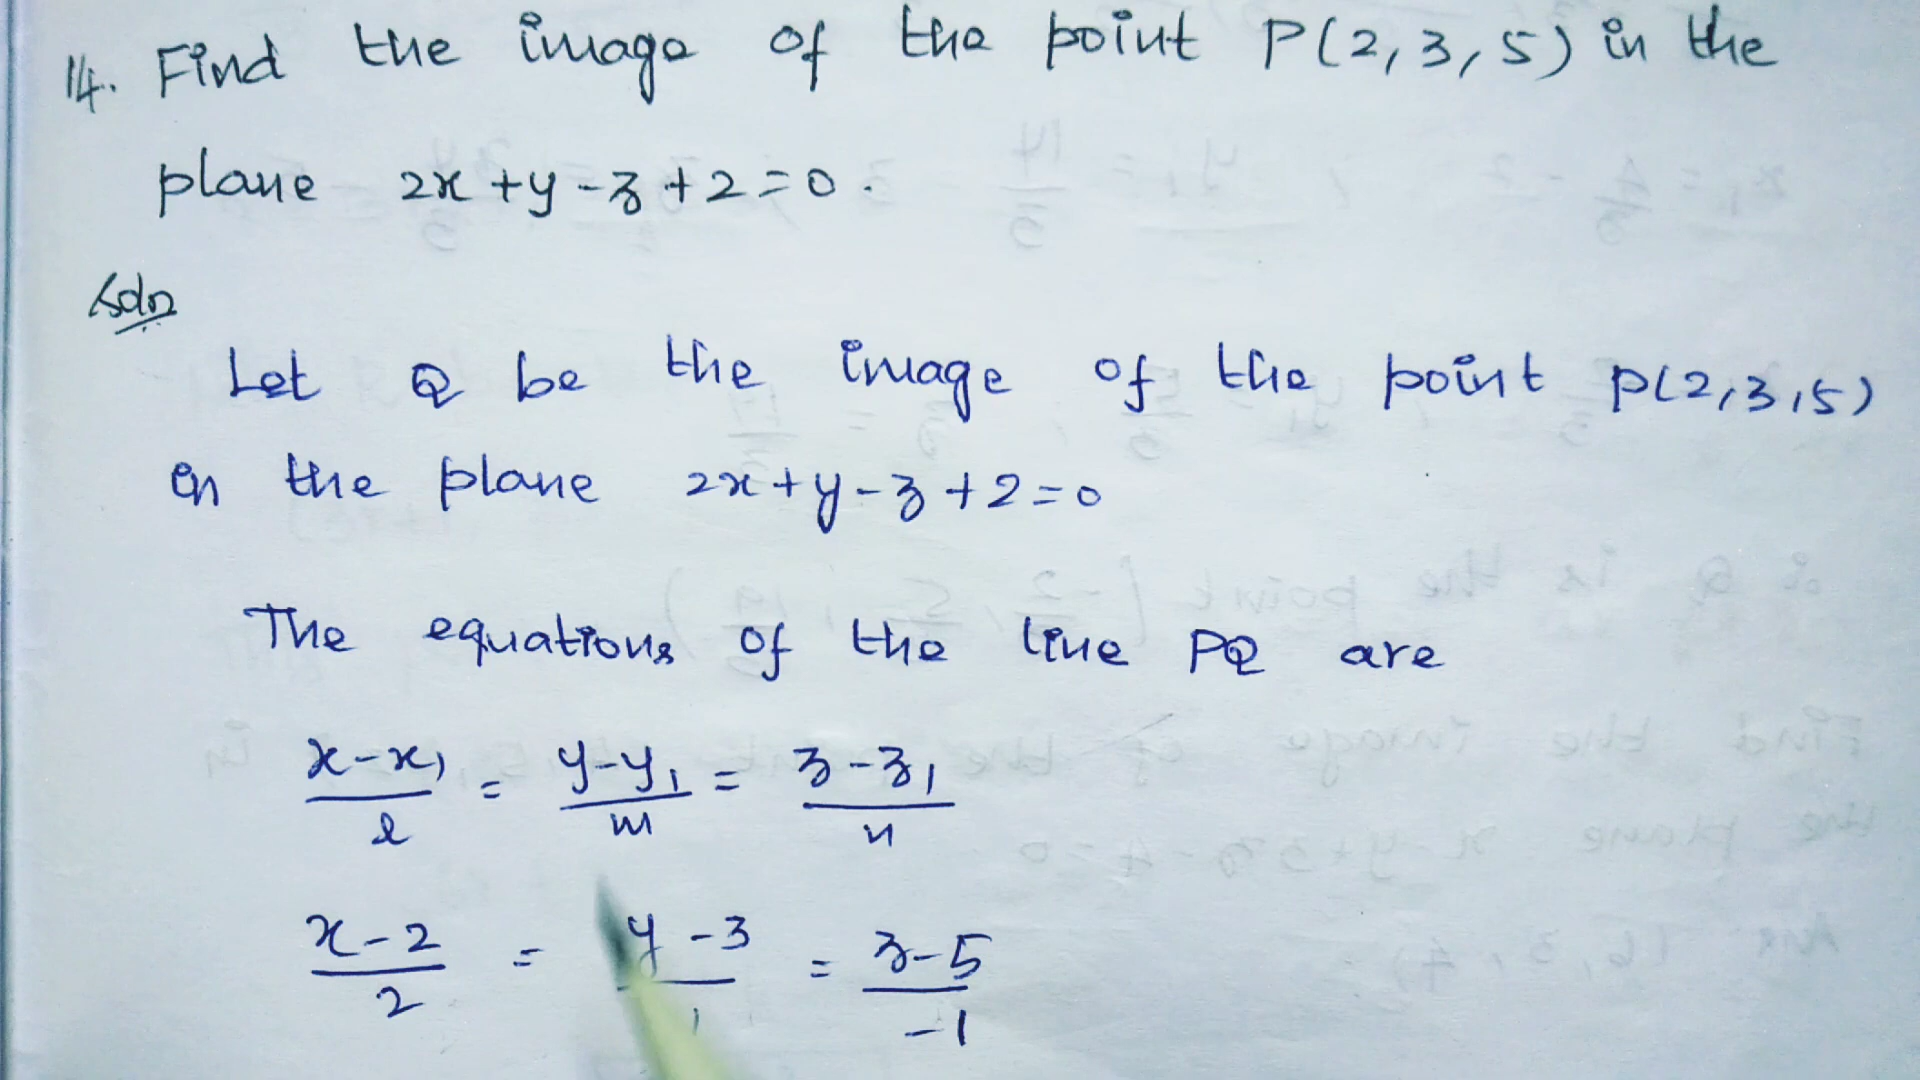 14. Find the image of the point P(2,3,5) in the
plane 2x+y-z+2=0.
Soln
Let Q be the image of the point P(2,3,5)
in the plane 2x+y-z+2=0
The equations of the line PQ are
x-x₁/l = y-y₁/m = z-z₁/n
x-2/2 = y-3/1 = z-5/-1